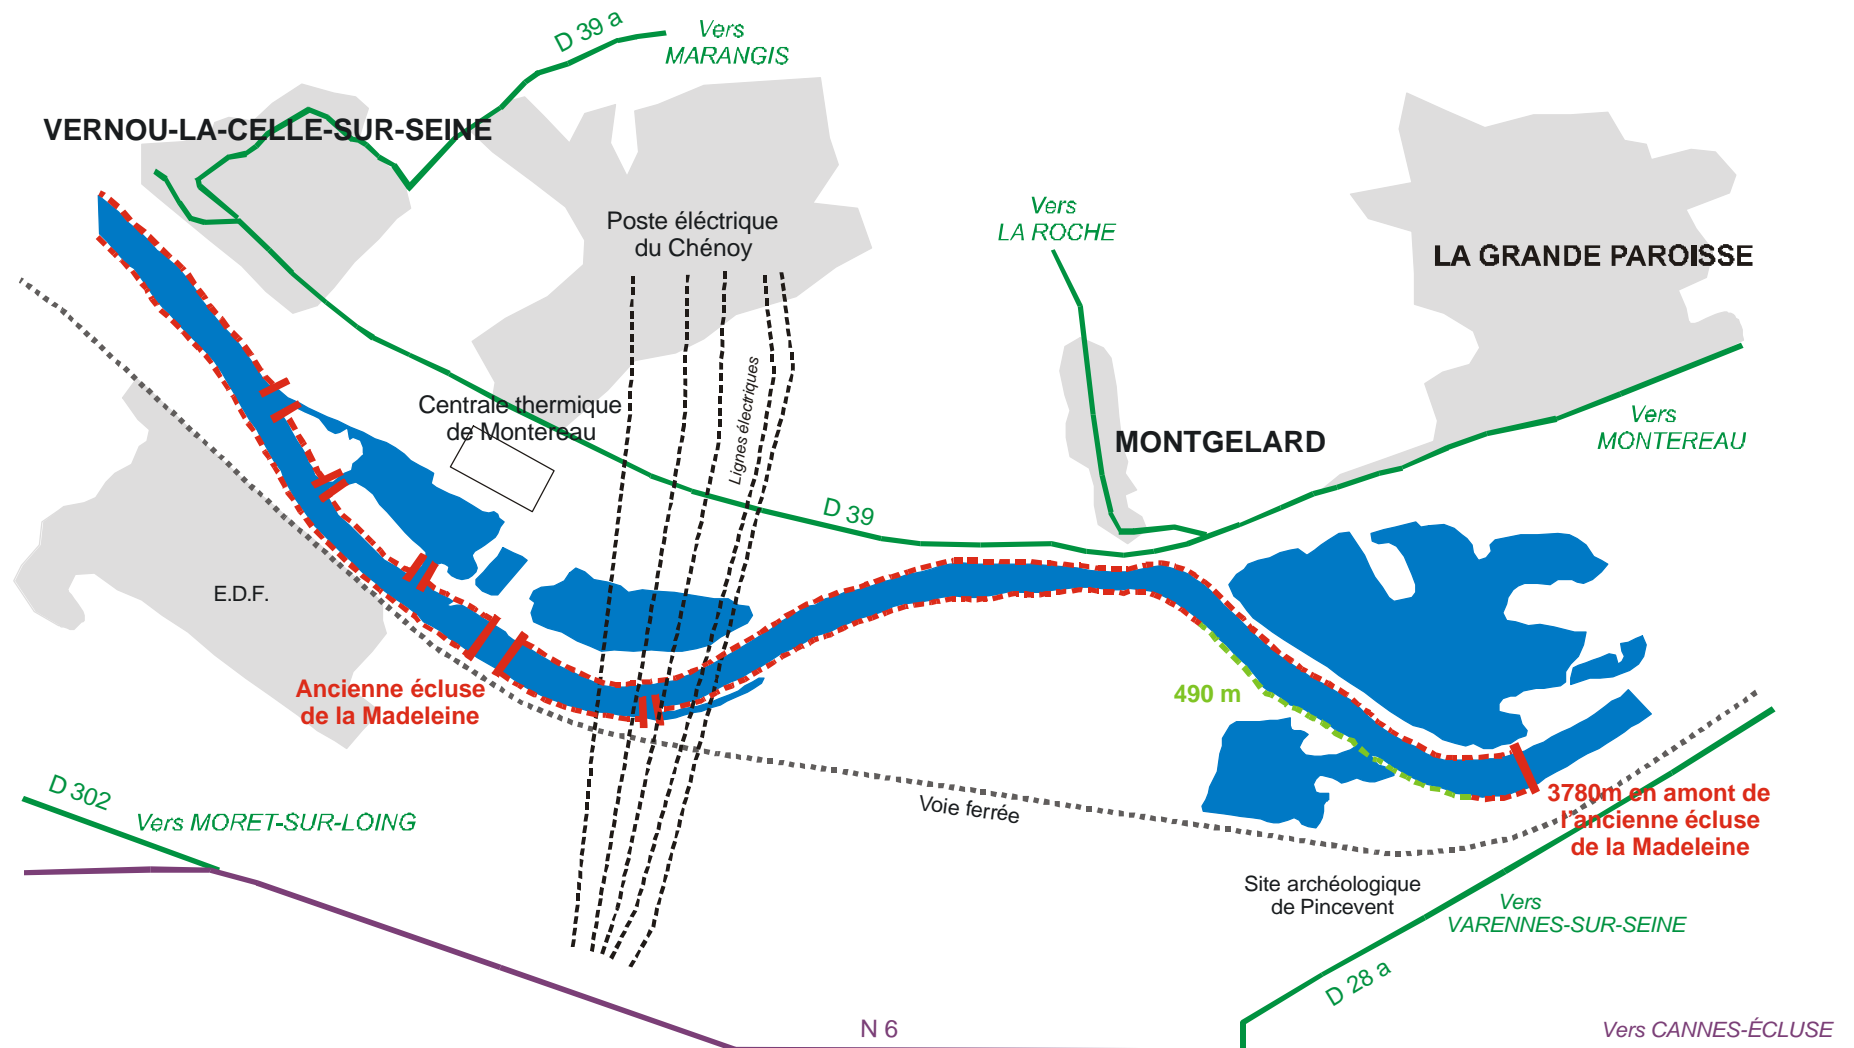 D 39 a
Vers
MARANGIS
VERNOU-LA-CELLE-SUR-SEINE
Poste éléctrique
du Chénoy
Vers
LA ROCHE
LA GRANDE PAROISSE
Lignes électriques
Centrale thermique
de Montereau
MONTGELARD
Vers
MONTEREAU
D 39
E.D.F.
Ancienne écluse
de la Madeleine
490 m
D 302
Vers MORET-SUR-LOING
Voie ferrée
3780m en amont de
l'ancienne écluse
de la Madeleine
Site archéologique
de Pincevent
Vers
VARENNES-SUR-SEINE
D 28 a
N 6
Vers CANNES-ÉCLUSE